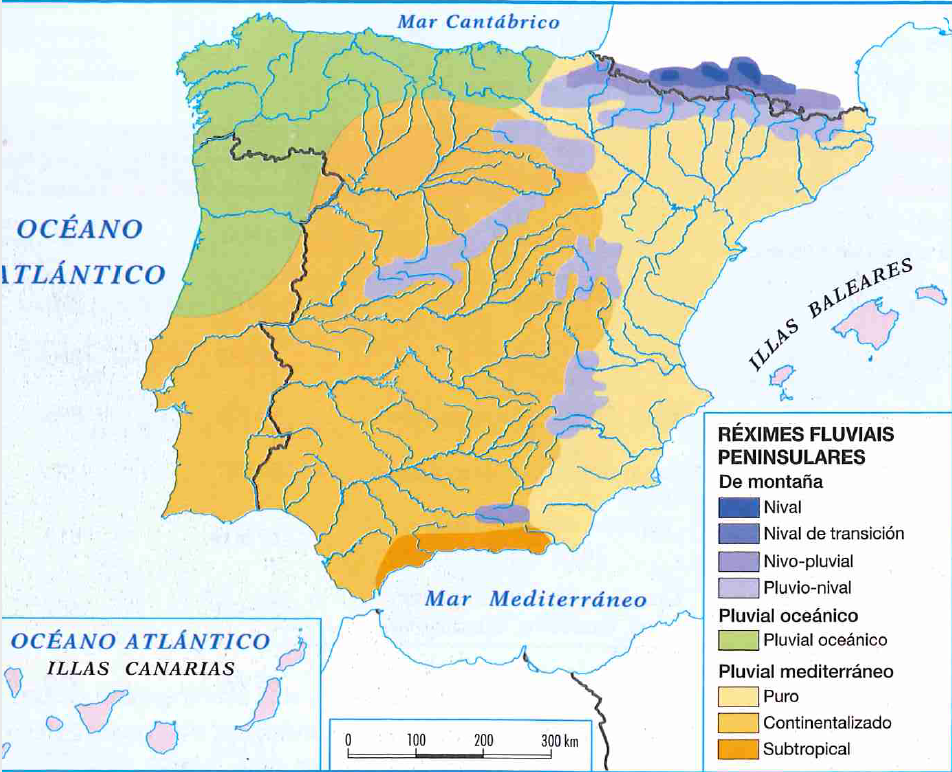 Mar Cantábrico
OCÉANO
ATLÁNTICO
ILLAS BALEARES
RÉXIMES FLUVIAIS
PENINSULARES
De montaña
Nival
Nival de transición
Nivo-pluvial
Pluvio-nival
Pluvial oceánico
Pluvial oceánico
Pluvial mediterráneo
Puro
Continentalizado
Subtropical
Mar Mediterráneo
OCÉANO ATLÁNTICO
ILLAS CANARIAS
0 100 200 300 km